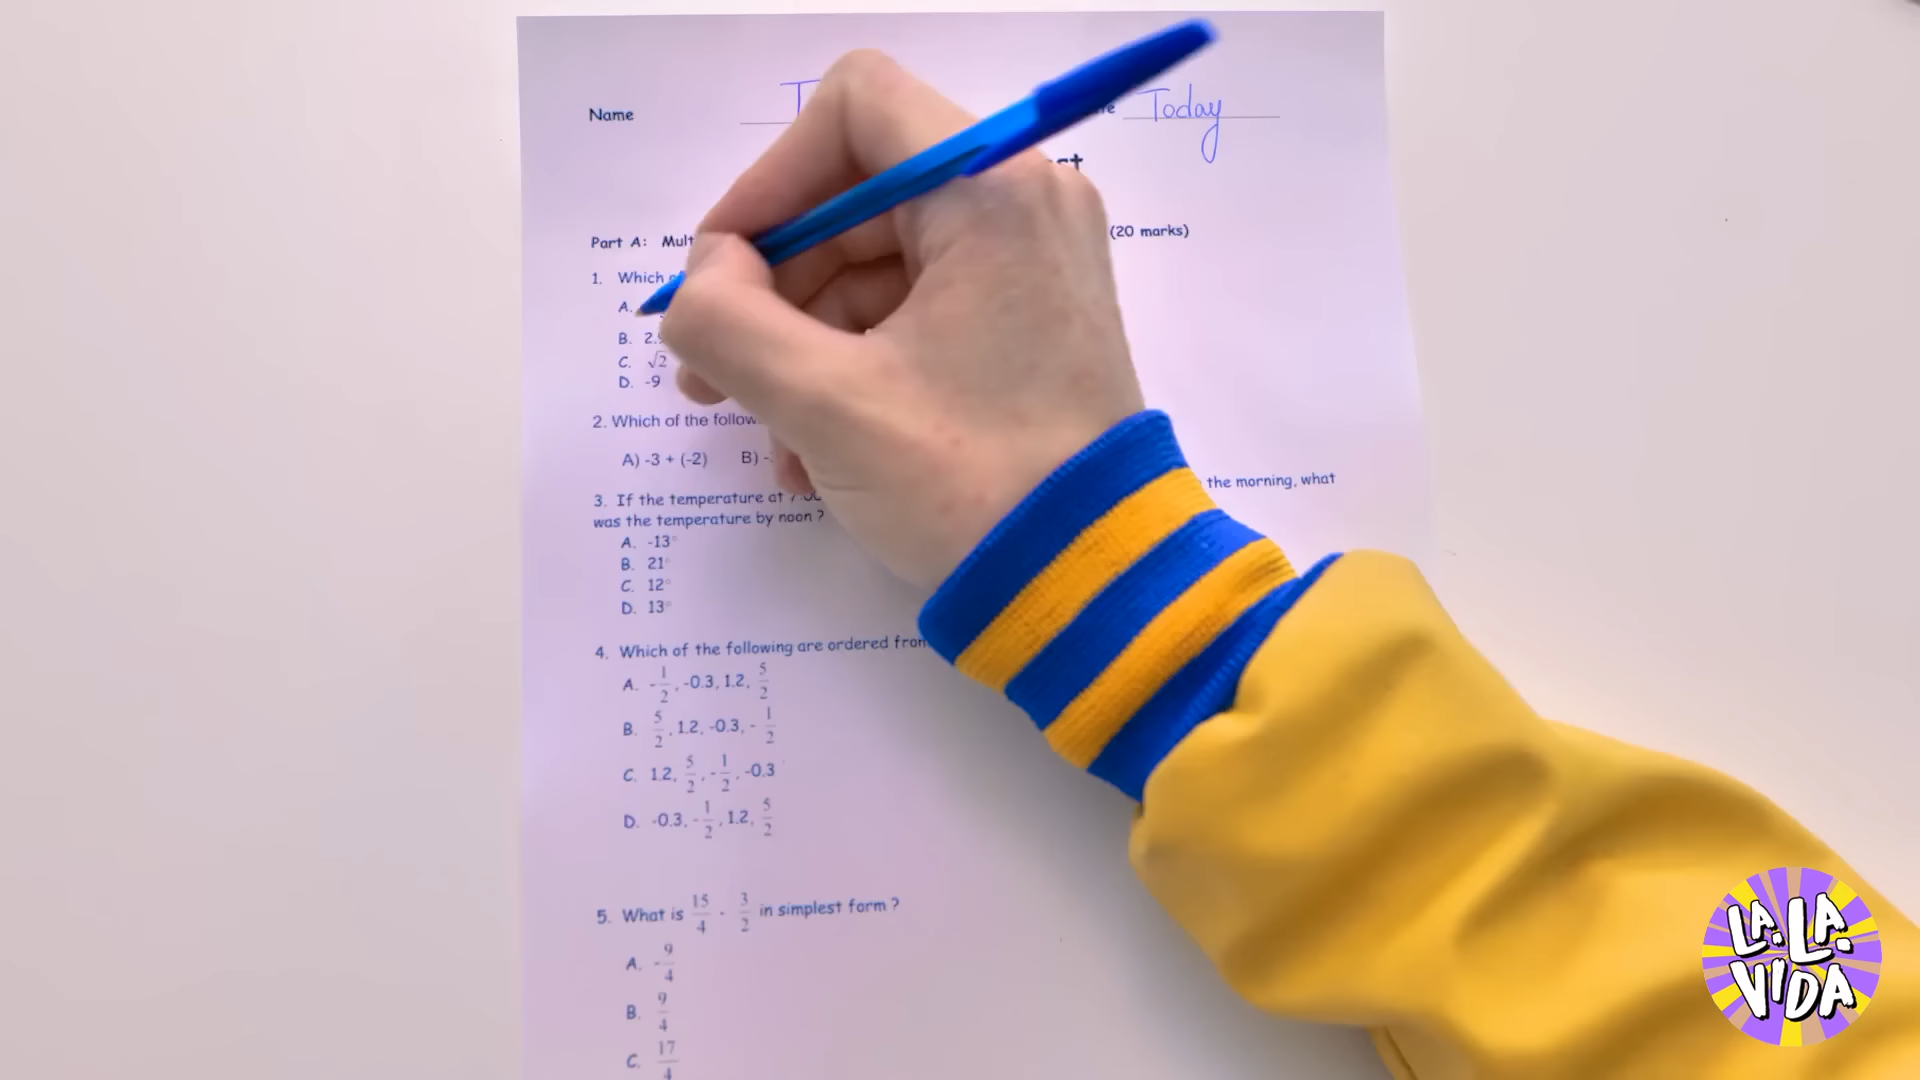 Name Today
Part A: (20 marks)
1. Which
A.
B.
C. √2
D. -9
2. Which of the
A) -3 + (-2) B)
3. If the temperature at the morning, what
was the temperature by noon ?
A. -13°
B. 21°
C. 12°
D. 13°
4. Which of the following are ordered
A. -1/2, -0.3, 1.2, 5/2
B. 5/2, 1.2, -0.3, -1/2
C. 1.2, 5/2, -1/2, -0.3
D. -0.3, -1/2, 1.2, 5/2
5. What is 15/4 - 3/2 in simplest form ?
A. -9/4
B. 9/4
C. 17/4
LA LA
VIDA